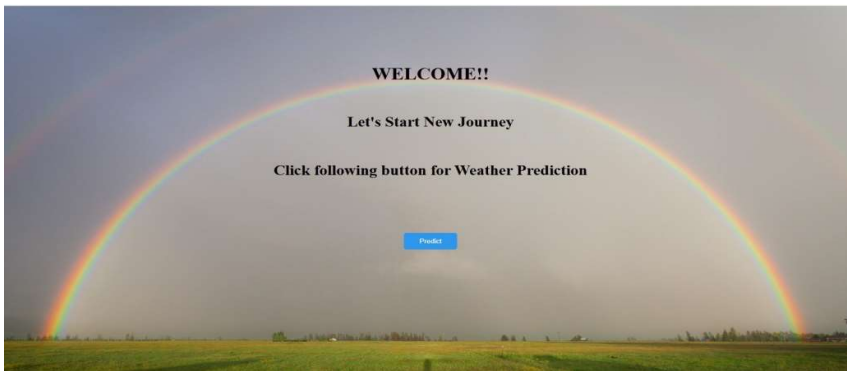 WELCOME!!
Let's Start New Journey
Click following button for Weather Prediction
Predict